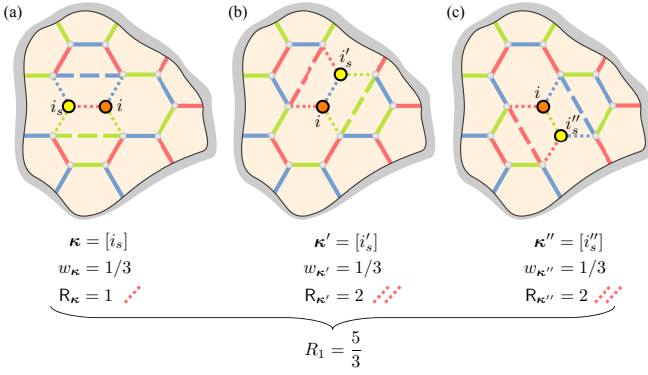 (a) (b) (c)
i_s i
i'_s i
i i''_s
κ = [i_s] κ' = [i'_s] κ'' = [i''_s]
w_κ = 1/3 w_κ' = 1/3 w_κ'' = 1/3
R_κ = 1 R_κ' = 2 R_κ'' = 2
R_1 = 5/3